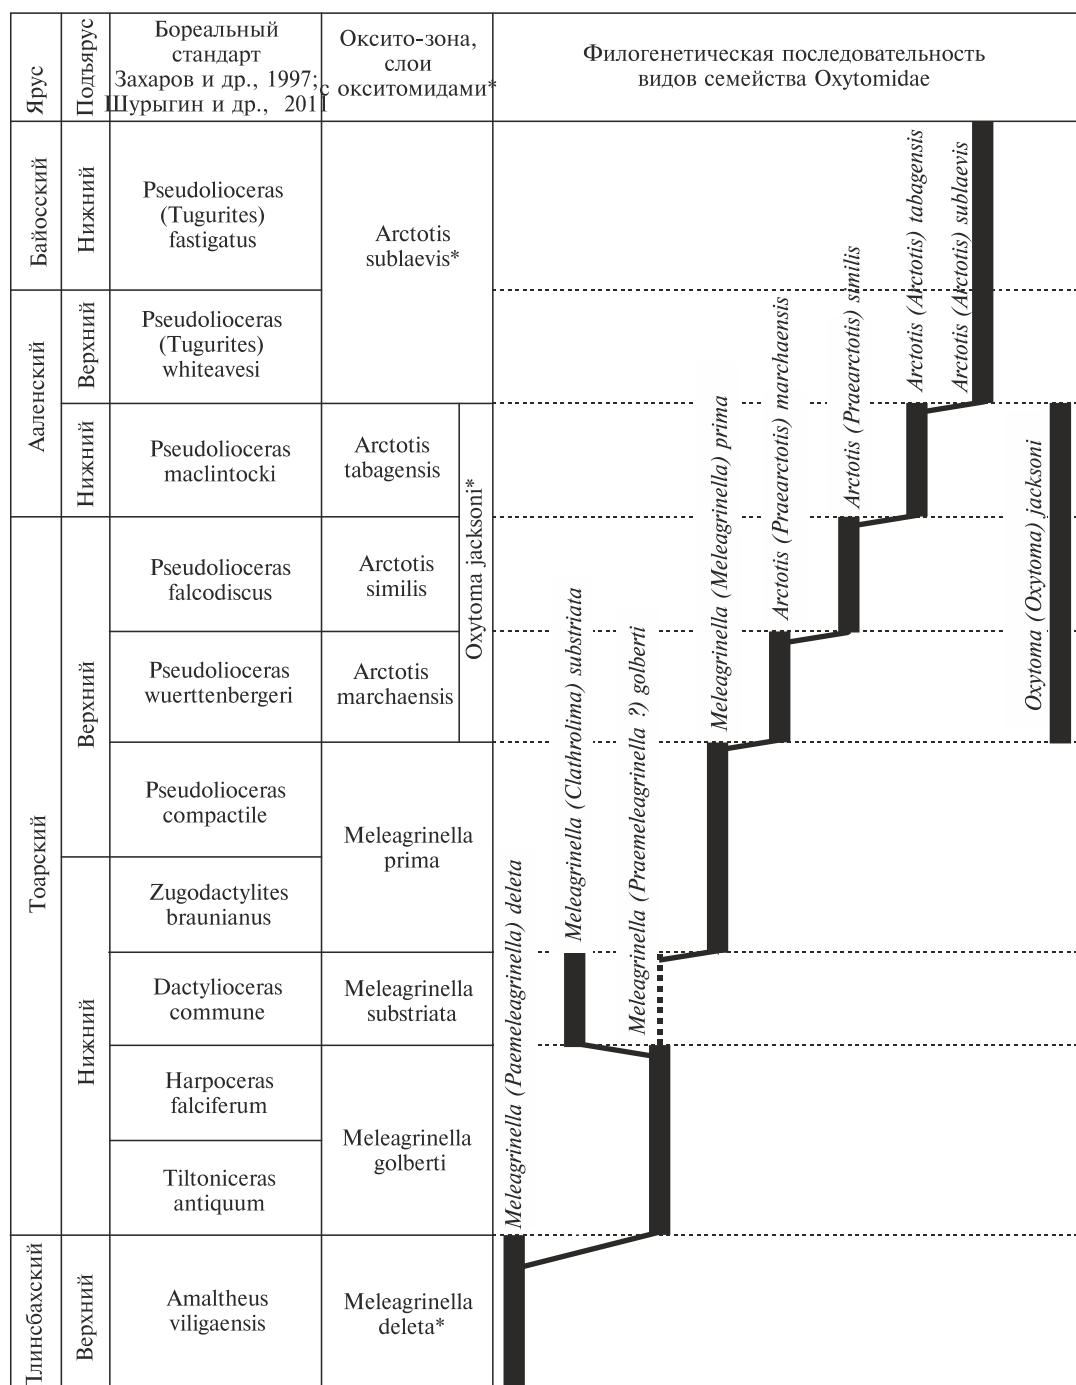 Ярус
Подъярус
Бореальный
стандарт
Захаров и др., 1997;
Шурыгин и др., 2011
Оксито-зона,
слои
с окситомидами*
Филогенетическая последовательность
видов семейства Oxytomidae
Байосский
Нижний
Pseudolioceras
(Tugurites)
fastigatus
Arctotis
sublaevis*
Ааленский
Верхний
Pseudolioceras
(Tugurites)
whiteavesi
Нижний
Pseudolioceras
maclintocki
Arctotis
tabagensis
Oxytoma jacksoni*
Тоарский
Верхний
Pseudolioceras
falcodiscus
Arctotis
similis
Pseudolioceras
wuerttenbergeri
Arctotis
marchaensis
Pseudolioceras
compactile
Meleagrinella
prima
Нижний
Zugodactylites
braunianus
Dactylioceras
commune
Meleagrinella
substriata
Harpoceras
falciferum
Meleagrinella
golberti
Tiltoniceras
antiquum
Плинсбахский
Верхний
Amaltheus
viligaensis
Meleagrinella
deleta*
Meleagrinella (Paemeleagrinella) deleta
Meleagrinella (Clathrolima) substriata
Meleagrinella (Praemeleagrinella ?) golberti
Meleagrinella (Meleagrinella) prima
Arctotis (Praearctotis) marchaensis
Arctotis (Praearctotis) similis
Arctotis (Arctotis) tabagensis
Arctotis (Arctotis) sublaevis
Oxytoma (Oxytoma) jacksoni